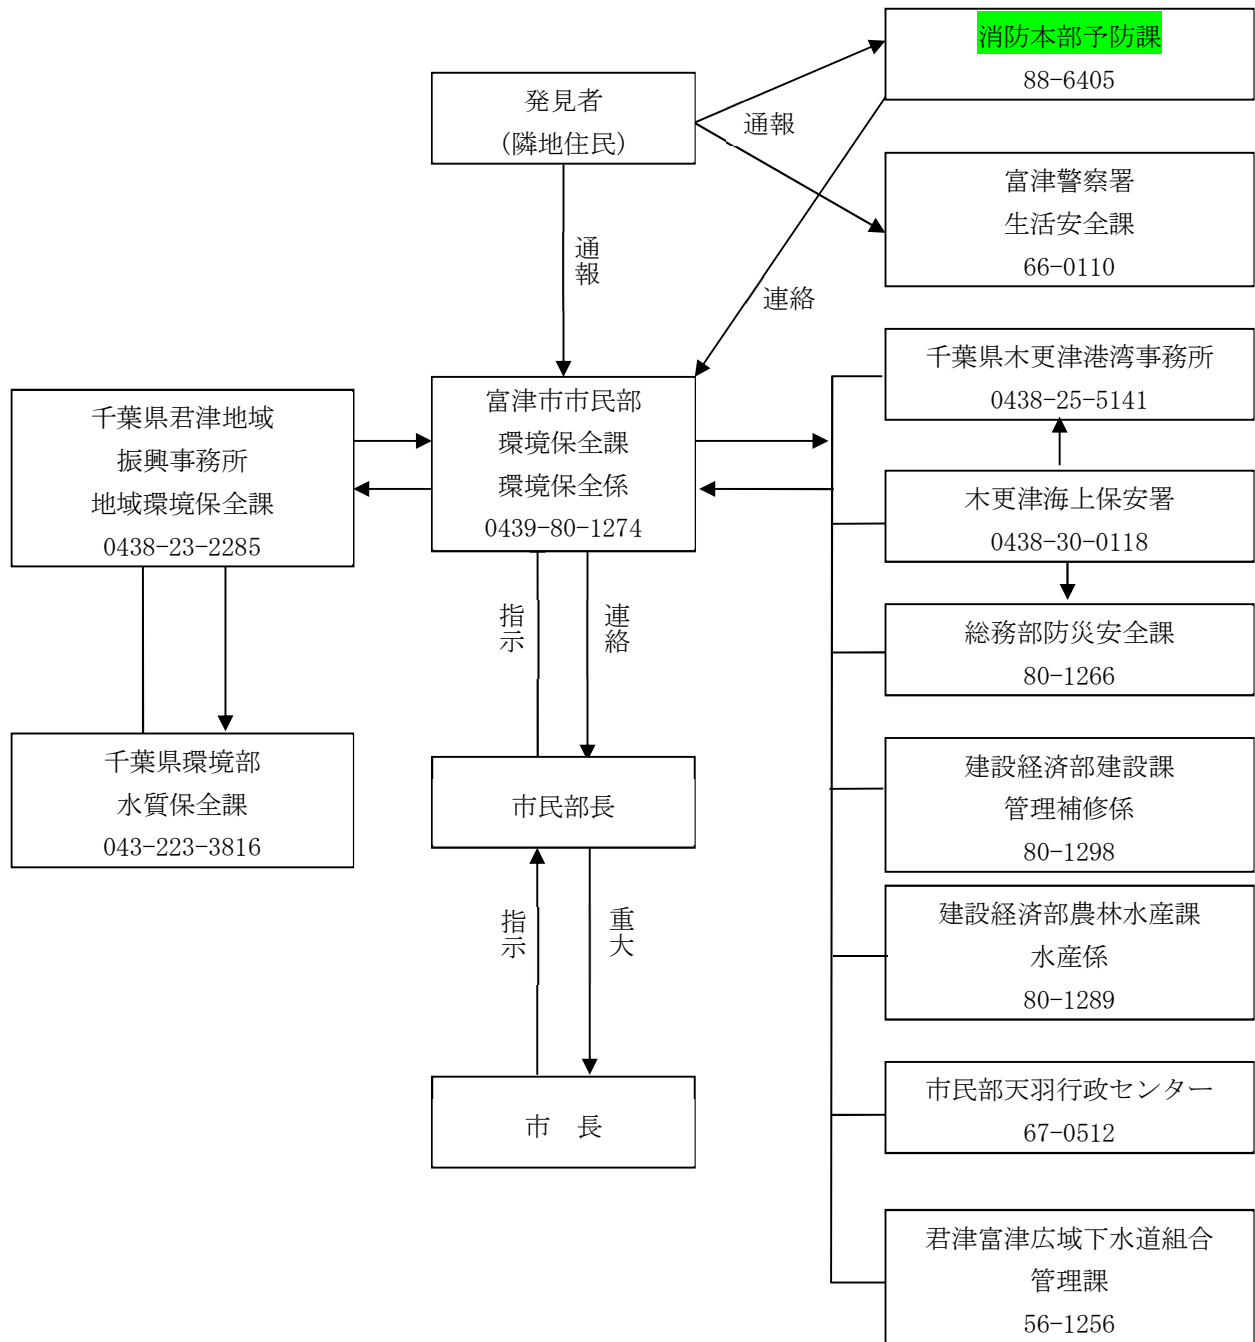 消防本部予防課
88-6405
発見者
(隣地住民)
通報
富津警察署
生活安全課
66-0110
通報
連絡
千葉県木更津港湾事務所
0438-25-5141
千葉県君津地域
振興事務所
地域環境保全課
0438-23-2285
富津市市民部
環境保全課
環境保全係
0439-80-1274
木更津海上保安署
0438-30-0118
指示
連絡
総務部防災安全課
80-1266
千葉県環境部
水質保全課
043-223-3816
市民部長
建設経済部建設課
管理補修係
80-1298
指示
重大
建設経済部農林水産課
水産係
80-1289
市 長
市民部天羽行政センター
67-0512
君津富津広域下水道組合
管理課
56-1256